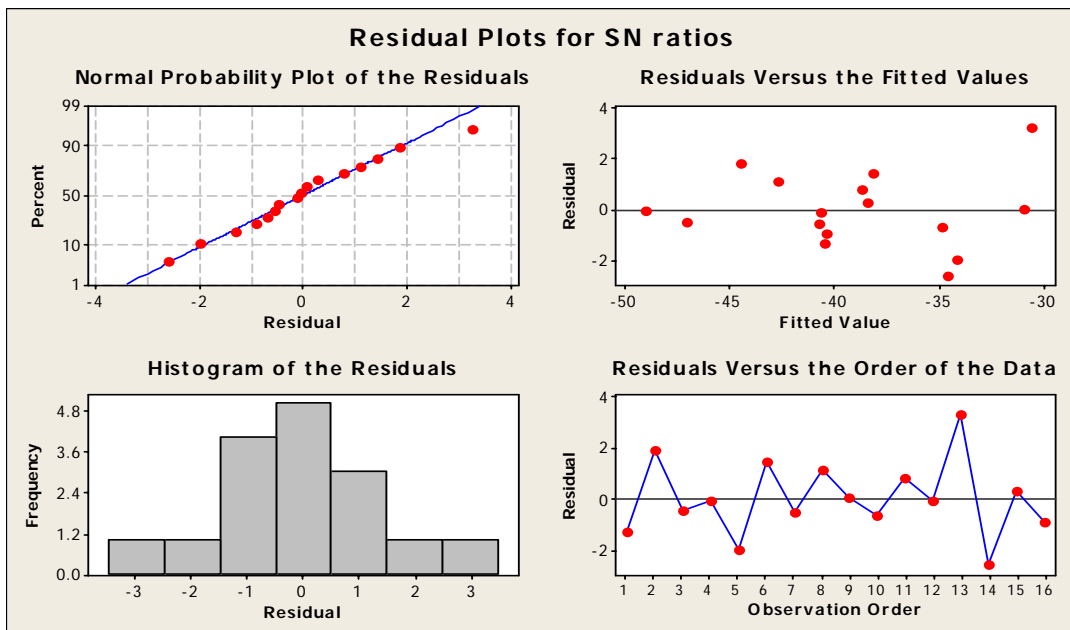 Residual Plots for SN ratios
Normal Probability Plot of the Residuals
99
90
50
10
1
Percent
-4 -2 0 2 4
Residual
Residuals Versus the Fitted Values
4
2
0
-2
Residual
-50 -45 -40 -35 -30
Fitted Value
Histogram of the Residuals
4.8
3.6
2.4
1.2
0.0
Frequency
-3 -2 -1 0 1 2 3
Residual
Residuals Versus the Order of the Data
4
2
0
-2
Residual
1 2 3 4 5 6 7 8 9 10 11 12 13 14 15 16
Observation Order